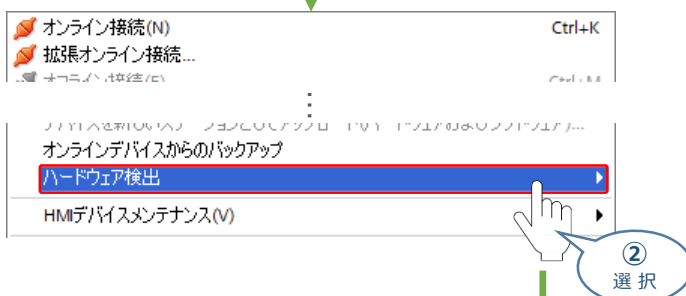 オンライン接続(N) Ctrl+K
拡張オンライン接続...
オンラインデバイスからのバックアップ
ハードウェア検出
HMIデバイスメンテナンス(V)
②
選択